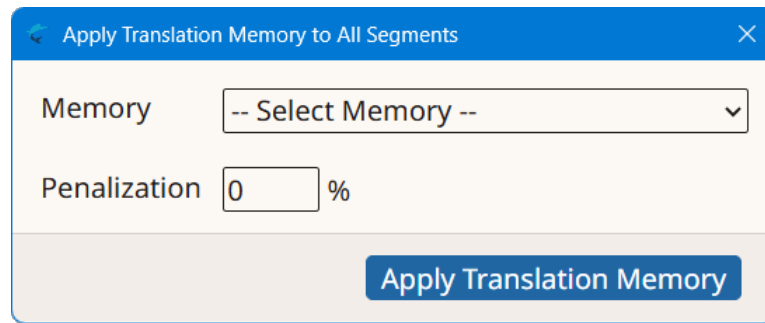 Apply Translation Memory to All Segments
Memory -- Select Memory --
Penalization 0 %
Apply Translation Memory